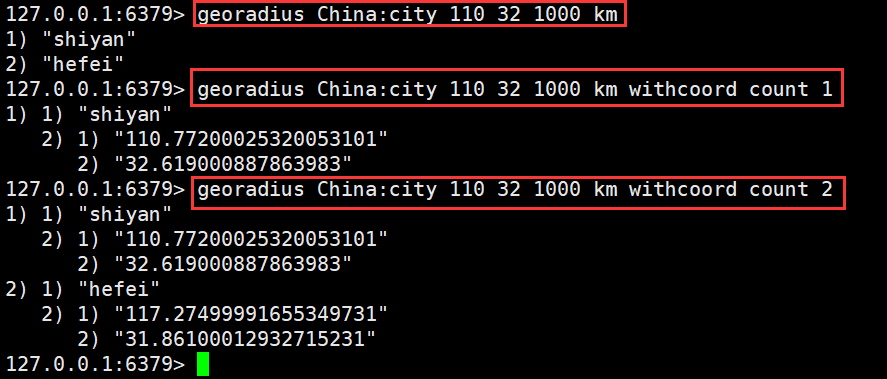 127.0.0.1:6379> georadius China:city 110 32 1000 km
1) "shiyan"
2) "hefei"
127.0.0.1:6379> georadius China:city 110 32 1000 km withcoord count 1
1) 1) "shiyan"
   2) 1) "110.77200025320053101"
      2) "32.619000887863983"
127.0.0.1:6379> georadius China:city 110 32 1000 km withcoord count 2
1) 1) "shiyan"
   2) 1) "110.77200025320053101"
      2) "32.619000887863983"
2) 1) "hefei"
   2) 1) "117.27499991655349731"
      2) "31.86100012932715231"
127.0.0.1:6379>